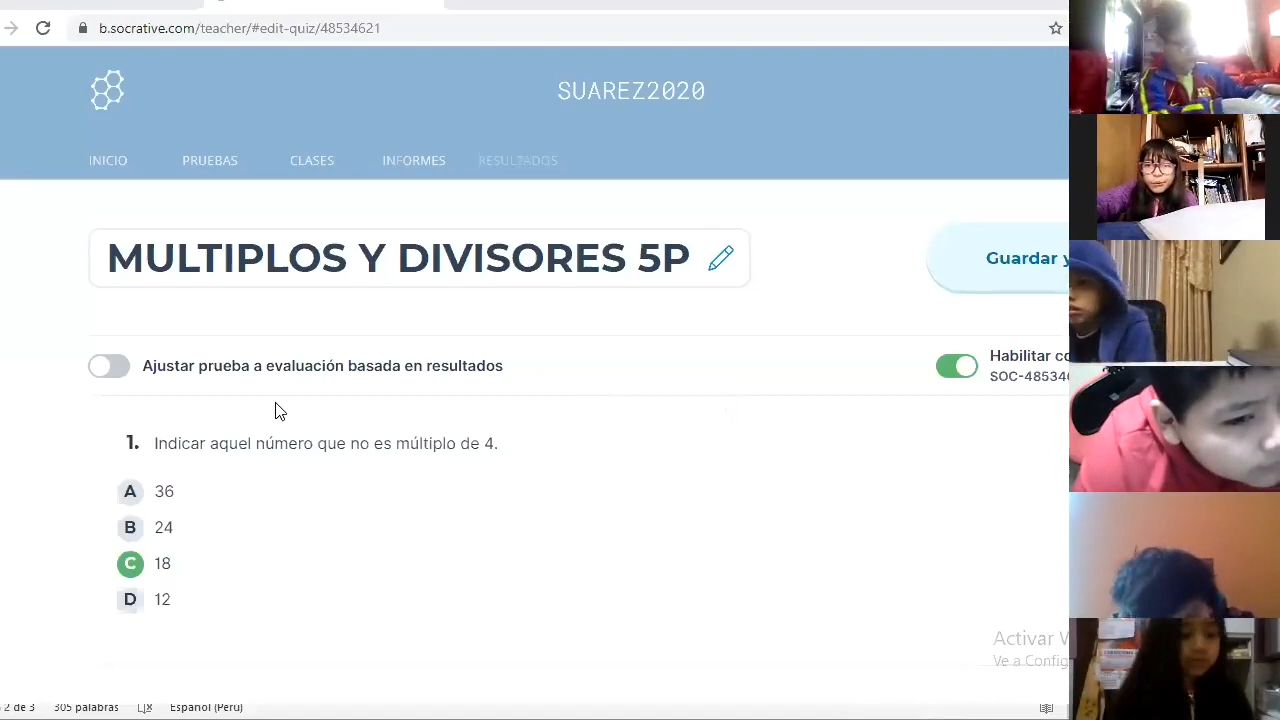 b.socrative.com/teacher/#edit-quiz/48534621
SUAREZ2020
INICIO PRUEBAS CLASES INFORMES RESULTADOS
MULTIPLOS Y DIVISORES 5P
Guardar y
Ajustar prueba a evaluación basada en resultados
Habilitar co
SOC-485346
1. Indicar aquel número que no es múltiplo de 4.
A 36
B 24
C 18
D 12
Activar
Ve a Config
2 de 3 305 palabras Español (Perú)